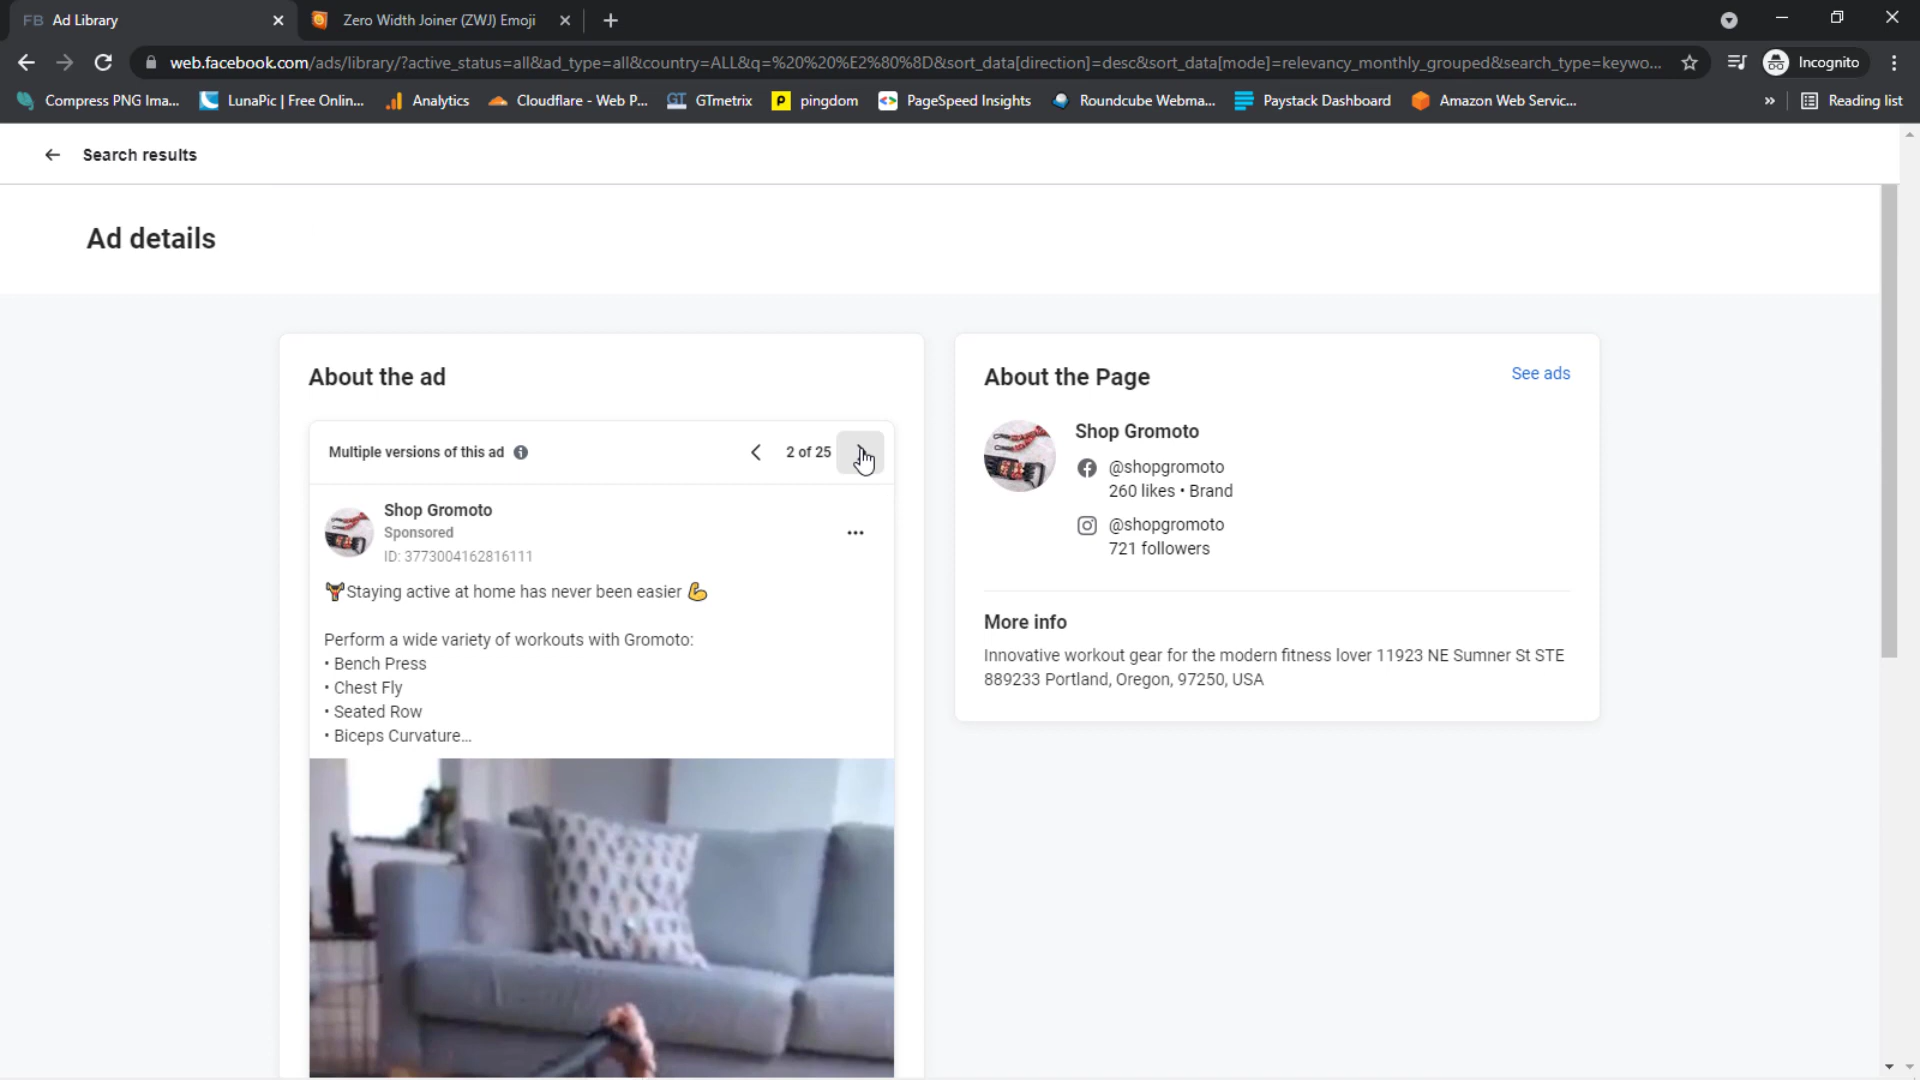 FB Ad Library
Zero Width Joiner (ZWJ) Emoji
web.facebook.com/ads/library/?active_status=all&ad_type=all&country=ALL&q=%20%20%E2%80%8D&sort_data[direction]=desc&sort_data[mode]=relevancy_monthly_grouped&search_type=keywo...
Incognito
Compress PNG Ima...
LunaPic | Free Onlin...
Analytics
Cloudflare - Web P...
GT GTmetrix
pingdom
PageSpeed Insights
Roundcube Webma...
Paystack Dashboard
Amazon Web Servic...
»
Reading list
Search results
Ad details
About the ad
Multiple versions of this ad
2 of 25
Shop Gromoto
Sponsored
ID: 3773004162816111
🏋Staying active at home has never been easier 💪
Perform a wide variety of workouts with Gromoto:
• Bench Press
• Chest Fly
• Seated Row
• Biceps Curvature...
About the Page
See ads
Shop Gromoto
@shopgromoto
260 likes • Brand
@shopgromoto
721 followers
More info
Innovative workout gear for the modern fitness lover 11923 NE Sumner St STE
889233 Portland, Oregon, 97250, USA